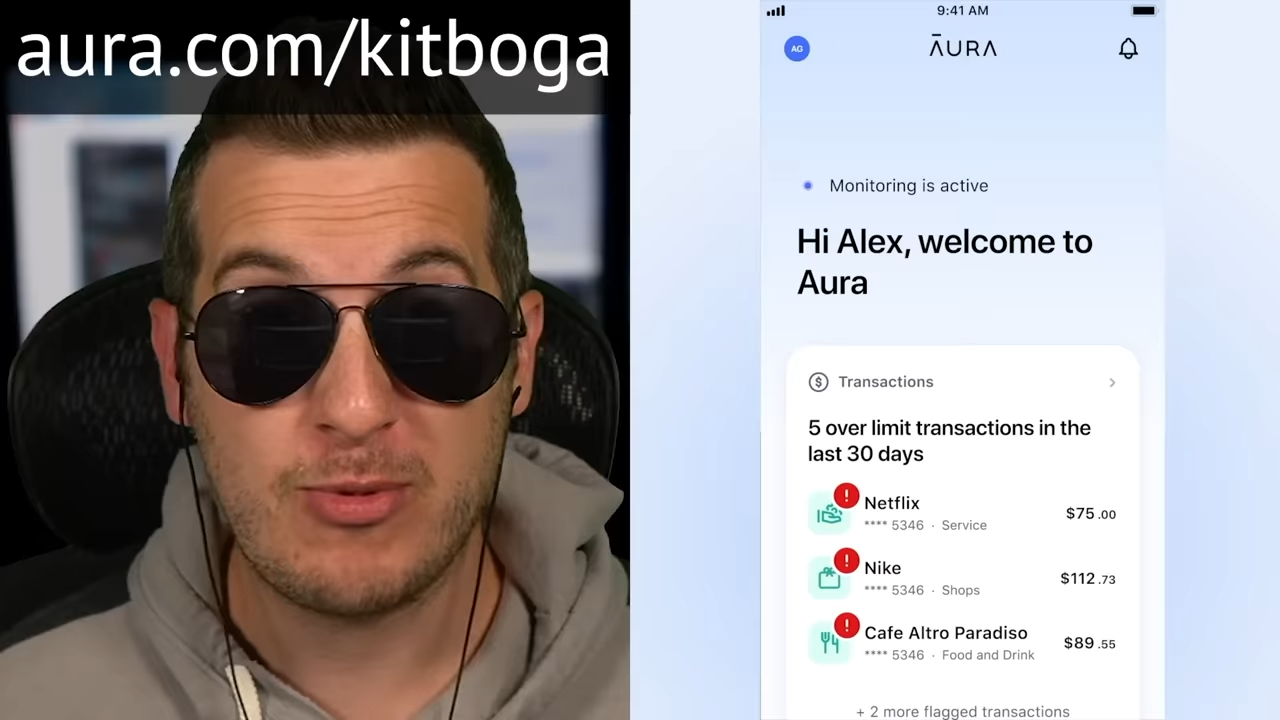 aura.com/kitboga
9:41 AM
AG
ĀURA
Monitoring is active
Hi Alex, welcome to
Aura
Transactions
5 over limit transactions in the
last 30 days
Netflix
$75.00
**** 5346 · Service
Nike
$112.73
**** 5346 · Shops
Cafe Altro Paradiso
$89.55
**** 5346 · Food and Drink
+ 2 more flagged transactions